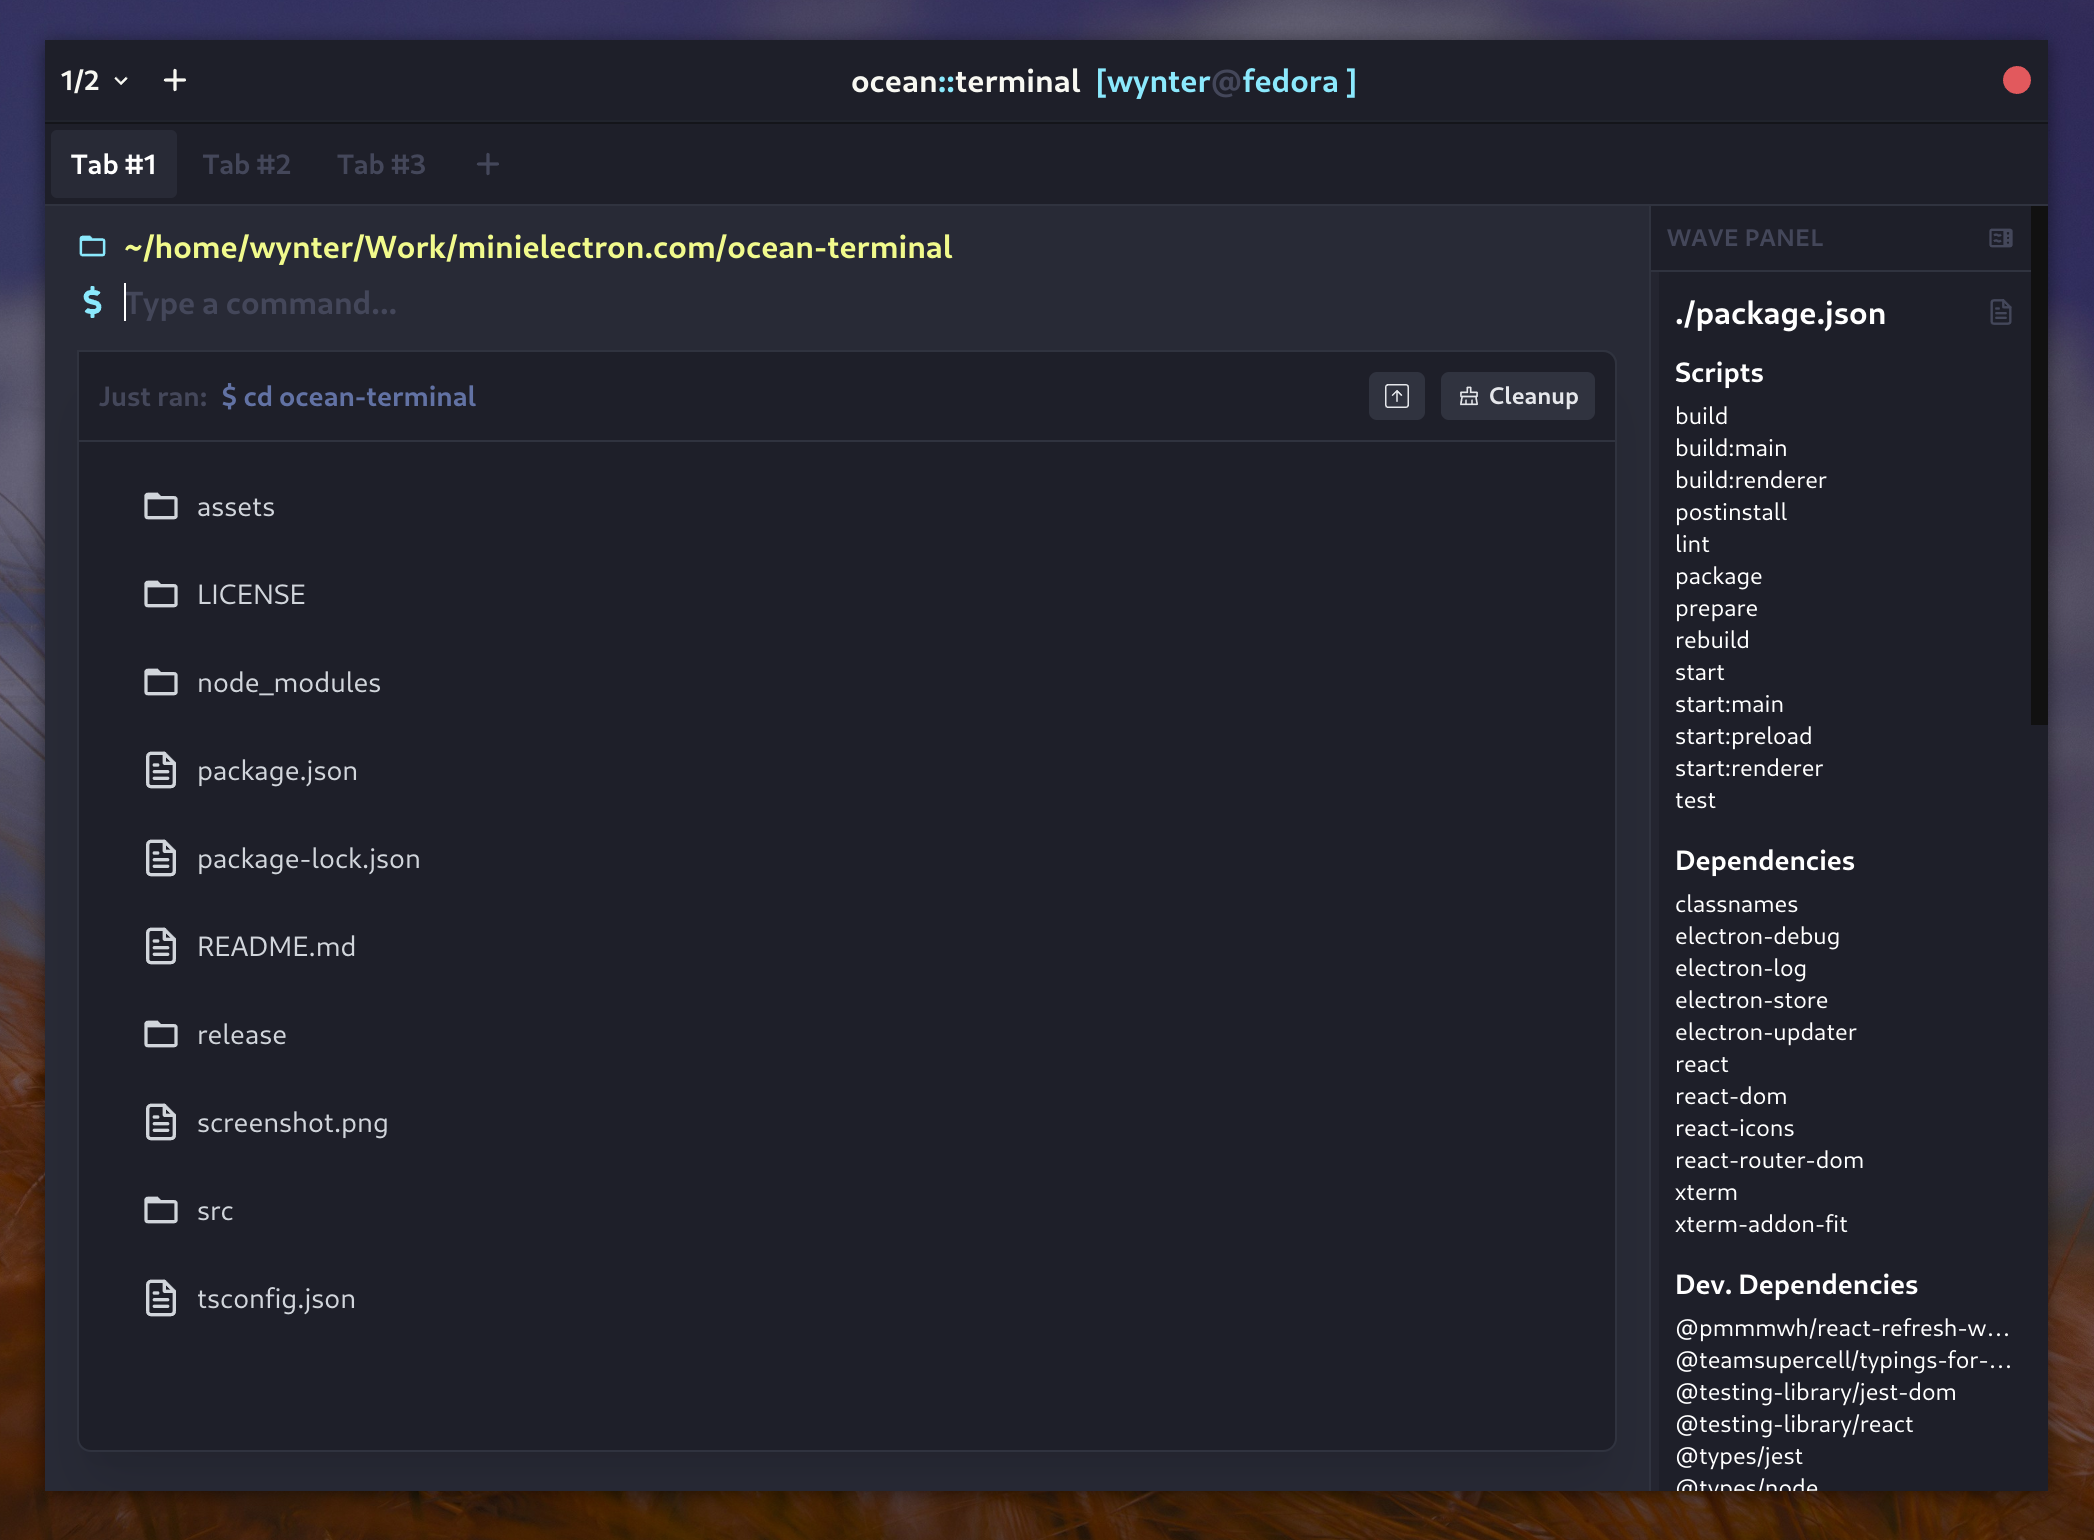 1/2
ocean::terminal [wynter@fedora ]
Tab #1 Tab #2 Tab #3 +
~/home/wynter/Work/minielectron.com/ocean-terminal
$ Type a command...
Just ran: $ cd ocean-terminal
Cleanup
assets
LICENSE
node_modules
package.json
package-lock.json
README.md
release
screenshot.png
src
tsconfig.json
WAVE PANEL
./package.json
Scripts
build
build:main
build:renderer
postinstall
lint
package
prepare
rebuild
start
start:main
start:preload
start:renderer
test
Dependencies
classnames
electron-debug
electron-log
electron-store
electron-updater
react
react-dom
react-icons
react-router-dom
xterm
xterm-addon-fit
Dev. Dependencies
@pmmmwh/react-refresh-w...
@teamsupercell/typings-for-...
@testing-library/jest-dom
@testing-library/react
@types/jest
@types/node